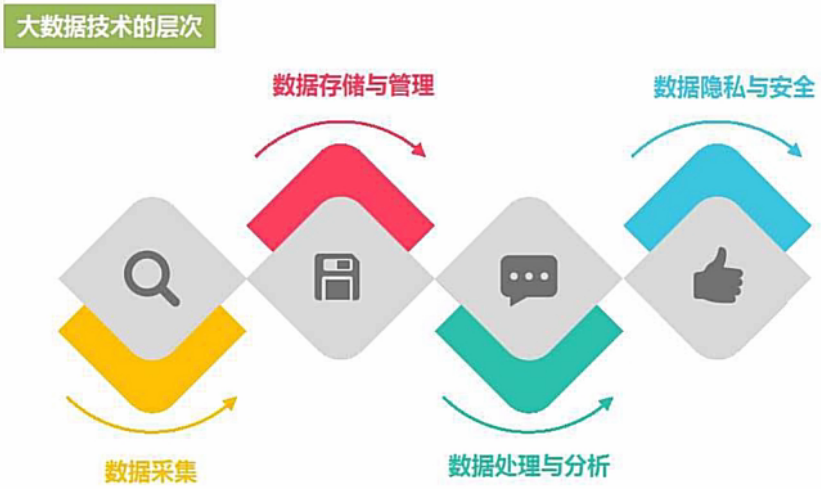 大数据技术的层次
数据存储与管理
数据隐私与安全
数据采集
数据处理与分析